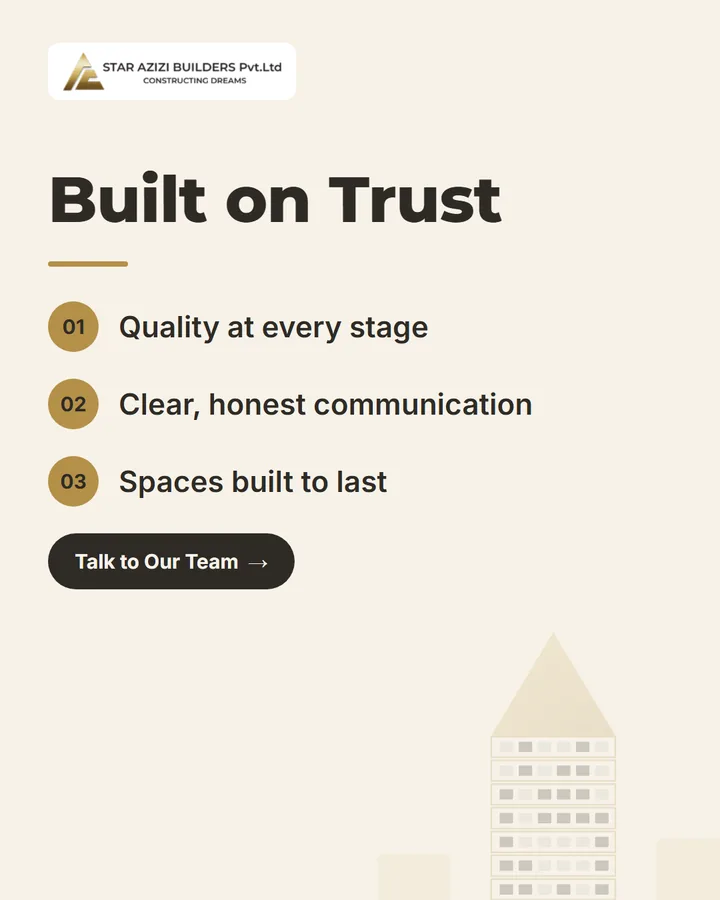 STAR AZIZI BUILDERS Pvt.Ltd
CONSTRUCTING DREAMS
Built on Trust
01 Quality at every stage
02 Clear, honest communication
03 Spaces built to last
Talk to Our Team →